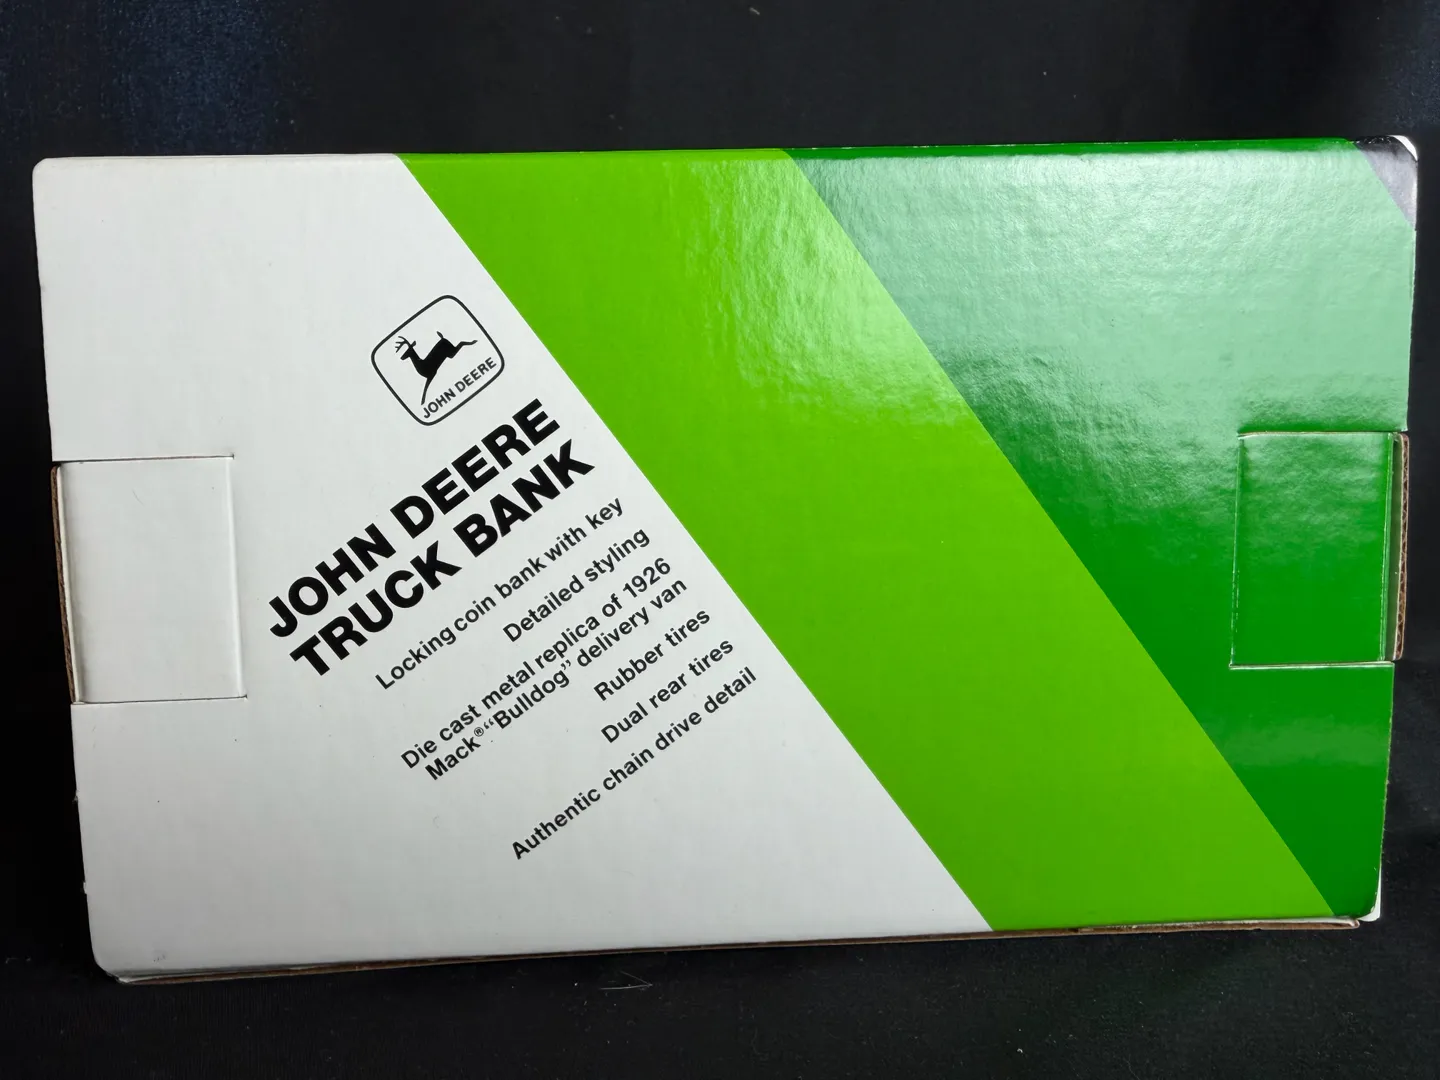 JOHN DEERE
JOHN DEERE
TRUCK BANK
Locking coin bank with key
Detailed styling
Die cast metal replica of 1926
Mack® “Bulldog” delivery van
Rubber tires
Dual rear tires
Authentic chain drive detail